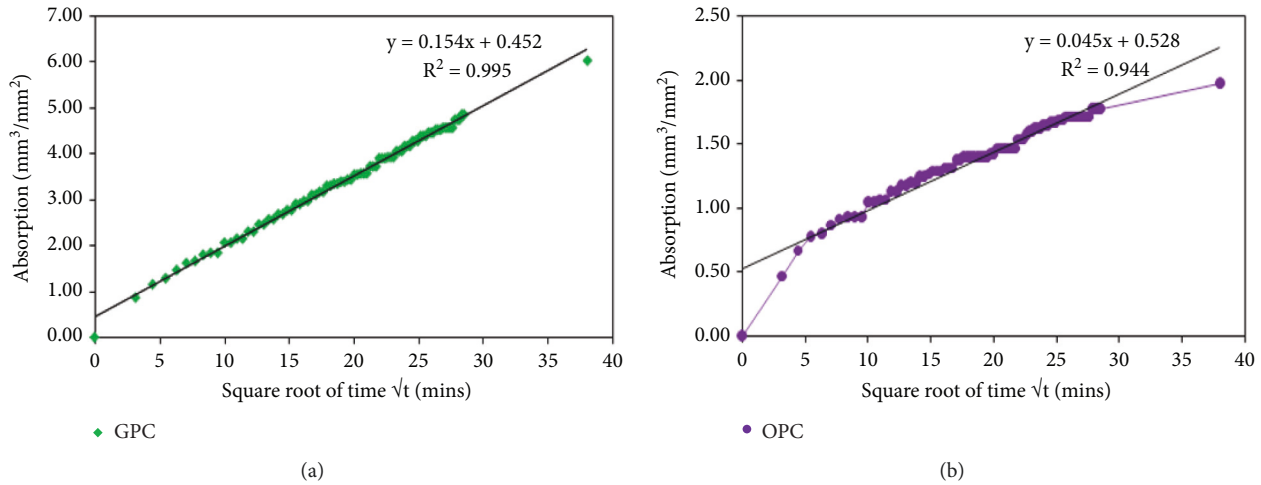 7.00
6.00
5.00
4.00
3.00
2.00
1.00
0.00
Absorption (mm³/mm²)
y = 0.154x + 0.452
R² = 0.995
0 5 10 15 20 25 30 35 40
Square root of time √t (mins)
GPC
(a)
2.50
2.00
1.50
1.00
0.50
0.00
Absorption (mm³/mm²)
y = 0.045x + 0.528
R² = 0.944
0 5 10 15 20 25 30 35 40
Square root of time √t (mins)
OPC
(b)